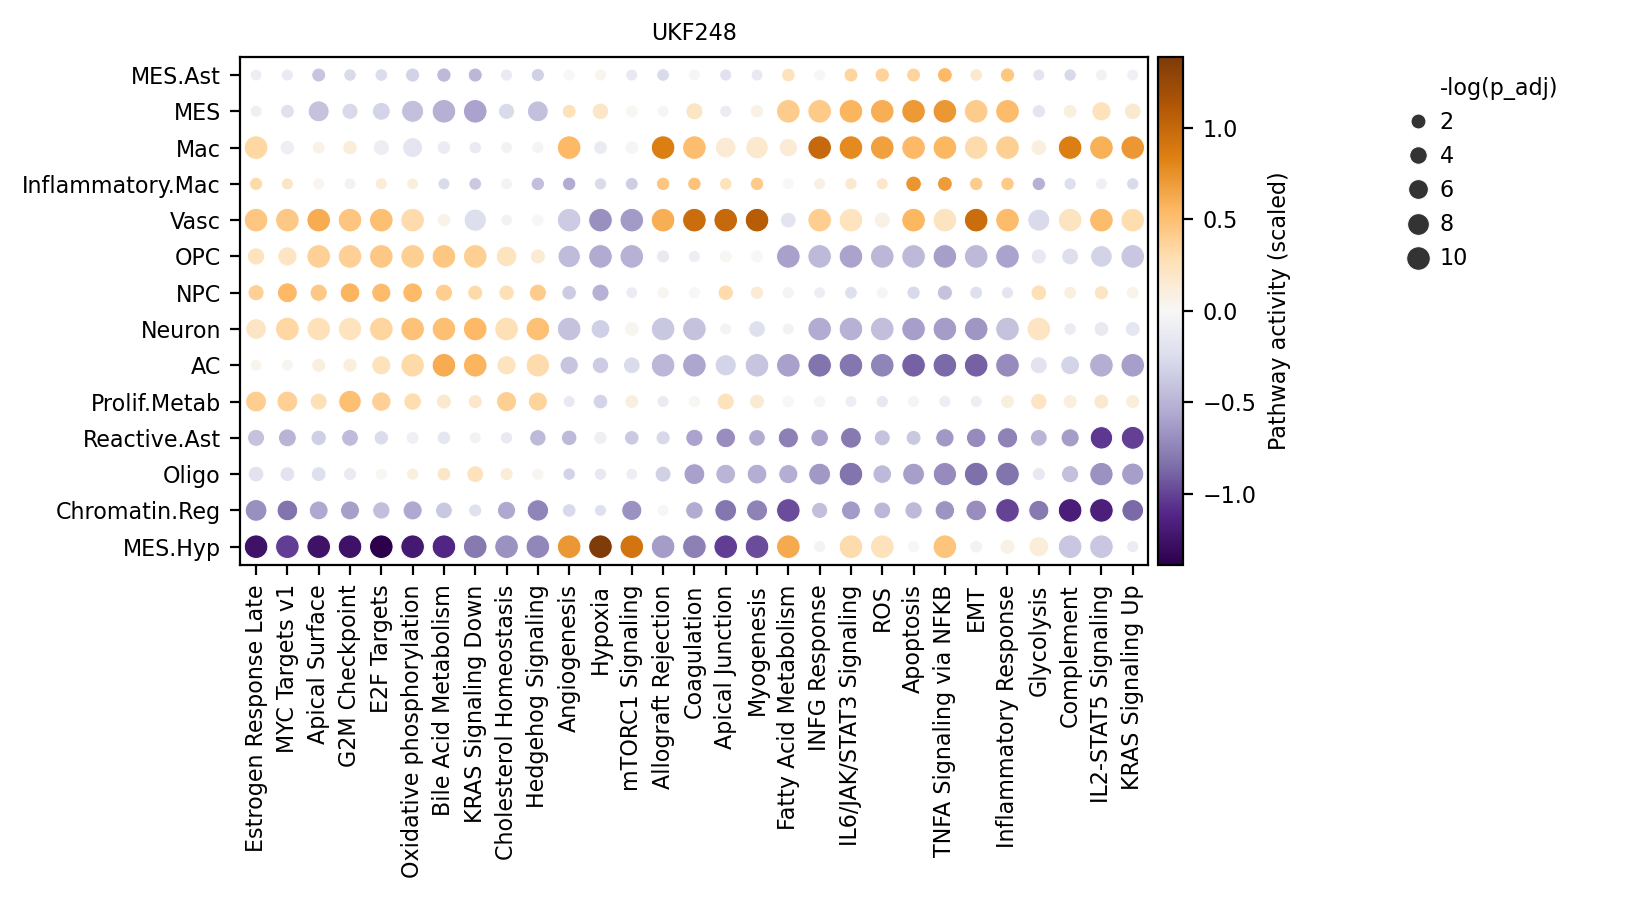 UKF248
MES.Ast
MES
Mac
Inflammatory.Mac
Vasc
OPC
NPC
Neuron
AC
Prolif.Metab
Reactive.Ast
Oligo
Chromatin.Reg
MES.Hyp
Estrogen Response Late
MYC Targets v1
Apical Surface
G2M Checkpoint
E2F Targets
Oxidative phosphorylation
Bile Acid Metabolism
KRAS Signaling Down
Cholesterol Homeostasis
Hedgehog Signaling
Angiogenesis
Hypoxia
mTORC1 Signaling
Allograft Rejection
Coagulation
Apical Junction
Myogenesis
Fatty Acid Metabolism
INFG Response
IL6/JAK/STAT3 Signaling
ROS
Apoptosis
TNFA Signaling via NFKB
EMT
Inflammatory Response
Glycolysis
Complement
IL2-STAT5 Signaling
KRAS Signaling Up
1.0
0.5
0.0
−0.5
−1.0
Pathway activity (scaled)
-log(p_adj)
2
4
6
8
10